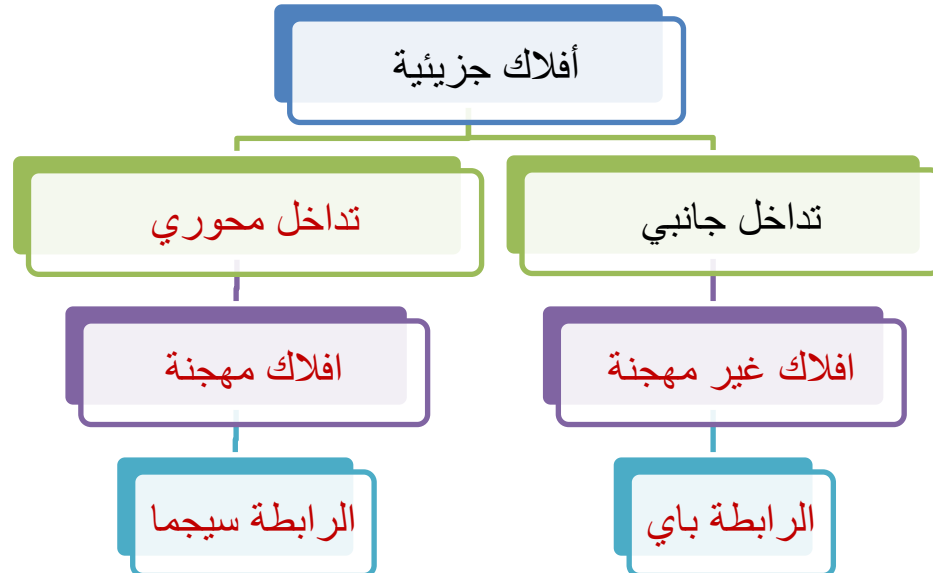 أفلاك جزيئية
تداخل جانبي
تداخل محوري
افلاك غير مهجنة
افلاك مهجنة
الرابطة باي
الرابطة سيجما